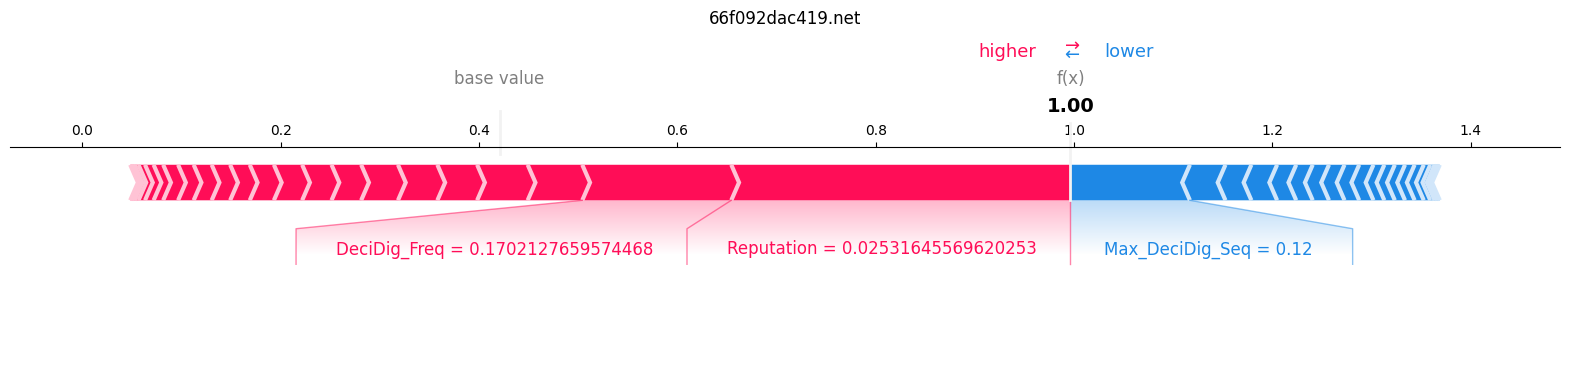 66f092dac419.net
higher ⇄ lower
base value
f(x)
1.00
0.0 0.2 0.4 0.6 0.8 1.0 1.2 1.4
DeciDig_Freq = 0.1702127659574468
Reputation = 0.02531645569620253
Max_DeciDig_Seq = 0.12